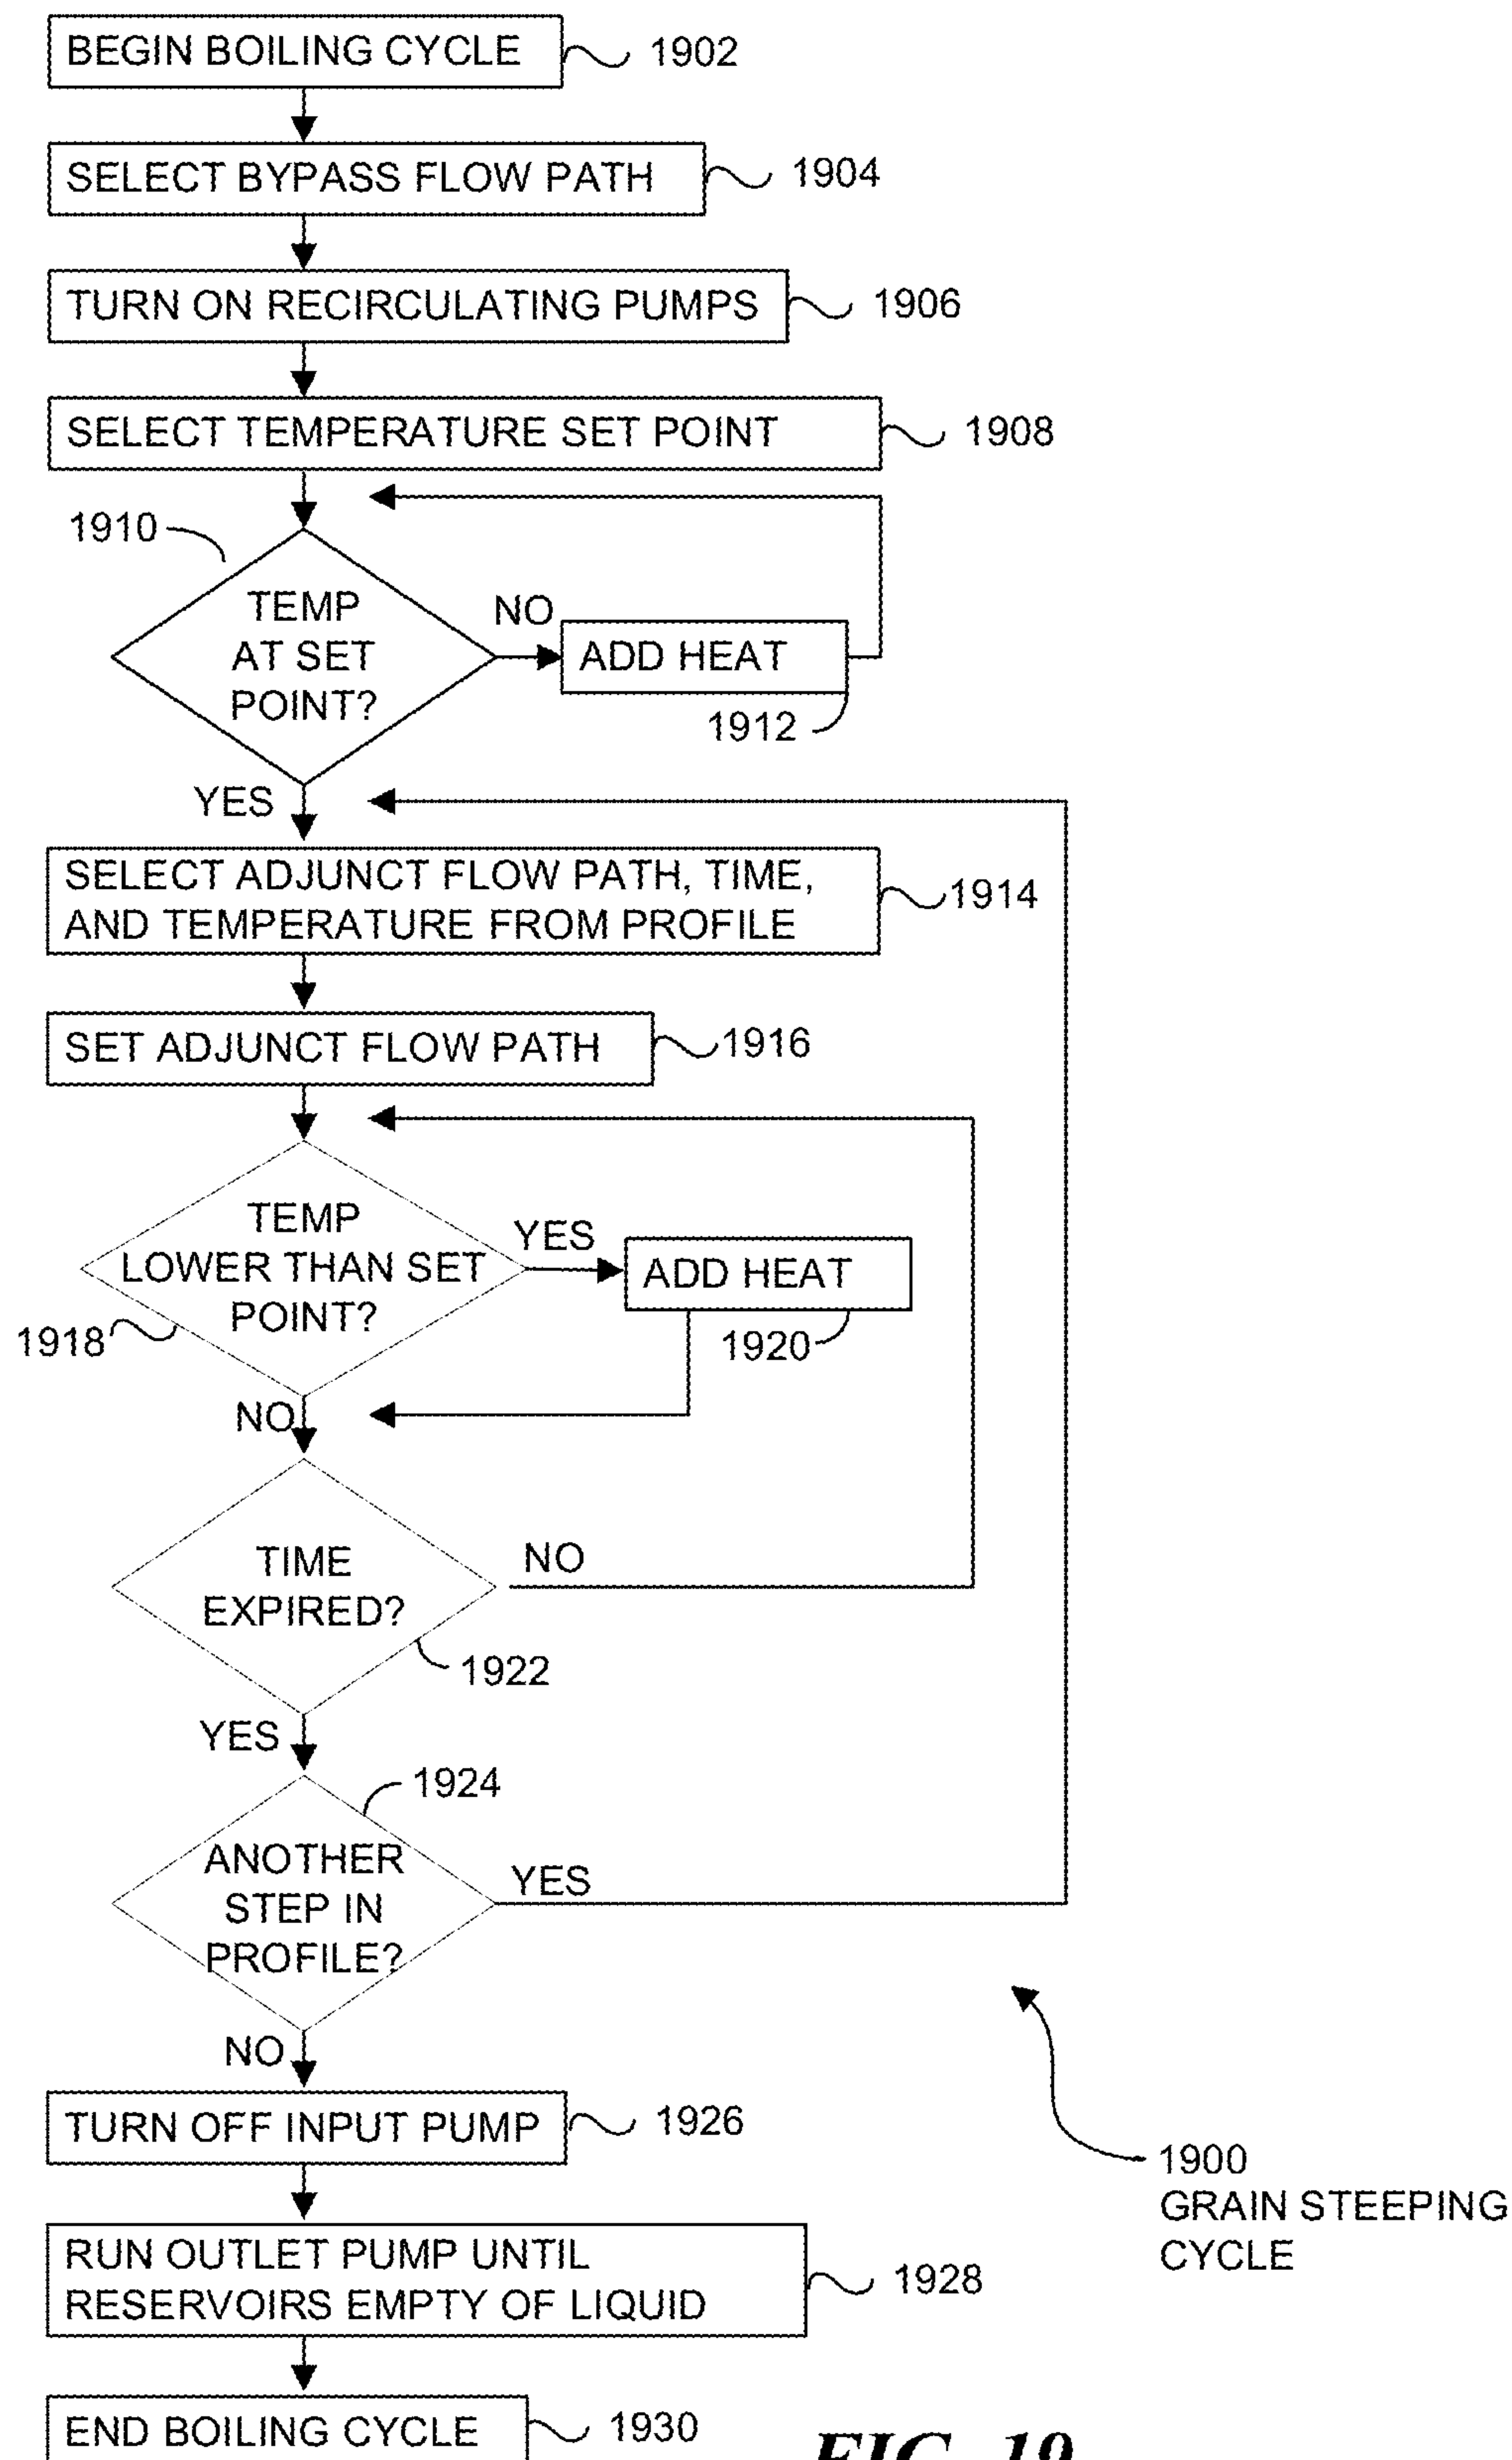 BEGIN BOILING CYCLE
1902
SELECT BYPASS FLOW PATH
1904
TURN ON RECIRCULATING PUMPS
1906
SELECT TEMPERATURE SET POINT
1908
1910
TEMP
AT SET
POINT?
NO
ADD HEAT
1912
YES
SELECT ADJUNCT FLOW PATH, TIME,
AND TEMPERATURE FROM PROFILE
1914
SET ADJUNCT FLOW PATH
1916
TEMP
LOWER THAN SET
POINT?
YES
ADD HEAT
1918
1920
NO
TIME
EXPIRED?
NO
1922
YES
1924
ANOTHER
STEP IN
PROFILE?
YES
NO
TURN OFF INPUT PUMP
1926
1900
GRAIN STEEPING
CYCLE
RUN OUTLET PUMP UNTIL
RESERVOIRS EMPTY OF LIQUID
1928
END BOILING CYCLE
1930
FIG. 19